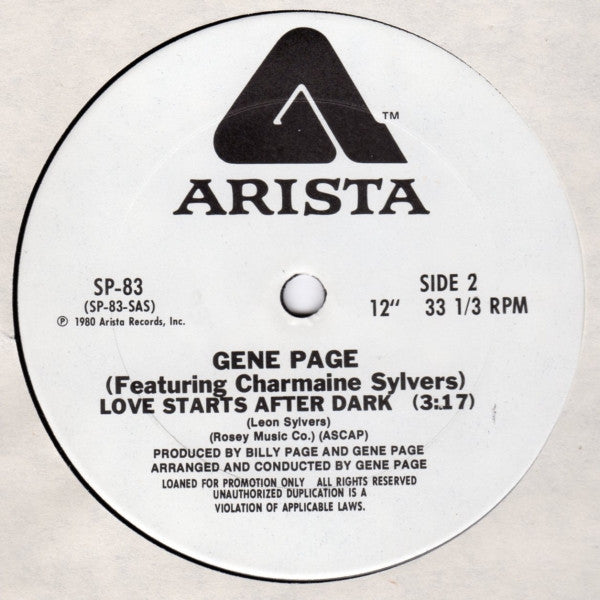 TM
ARISTA
SP-83
(SP-83-SAS)
℗ 1980 Arista Records, Inc.
SIDE 2
12" 33 1/3 RPM
GENE PAGE
(Featuring Charmaine Sylvers)
LOVE STARTS AFTER DARK (3:17)
(Leon Sylvers)
(Rosey Music Co.) (ASCAP)
PRODUCED BY BILLY PAGE AND GENE PAGE
ARRANGED AND CONDUCTED BY GENE PAGE
LOANED FOR PROMOTION ONLY ALL RIGHTS RESERVED
UNAUTHORIZED DUPLICATION IS A
VIOLATION OF APPLICABLE LAWS.